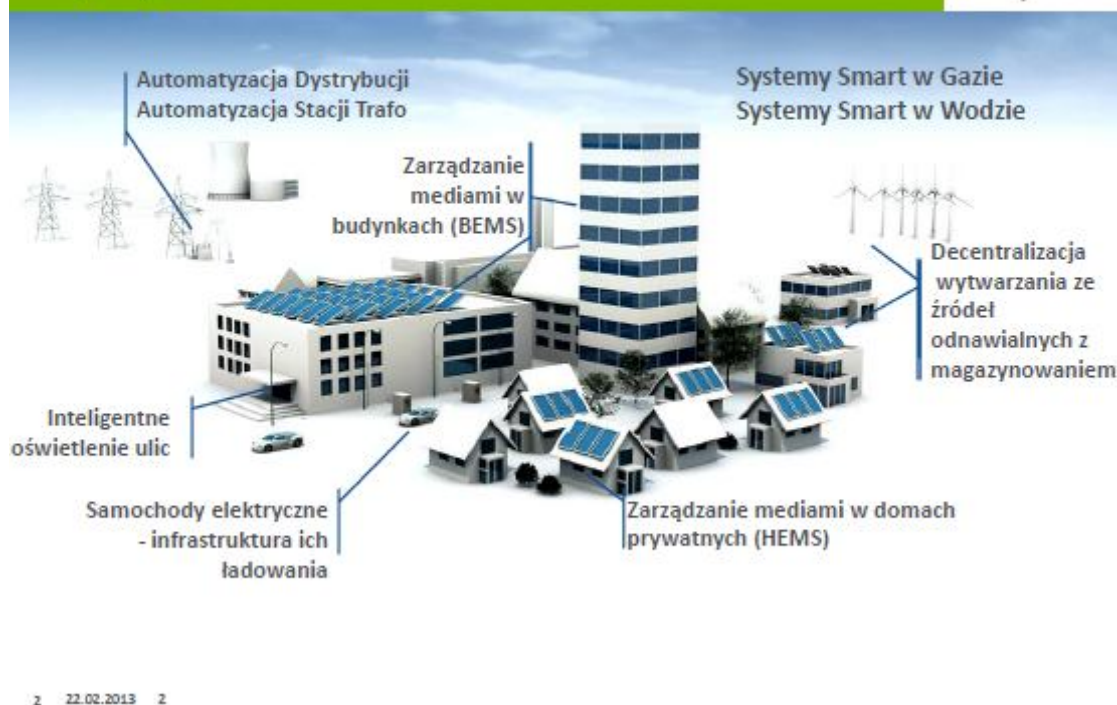 Automatyzacja Dystrybucji
Automatyzacja Stacji Trafo
Systemy Smart w Gazie
Systemy Smart w Wodzie
Zarządzanie
mediami w
budynkach (BEMS)
Decentralizacja
wytwarzania ze
źródeł
odnawialnych z
magazynowaniem
Inteligentne
oświetlenie ulic
Samochody elektryczne
- infrastruktura ich
ładowania
Zarządzanie mediami w domach
prywatnych (HEMS)
2 22.02.2013 2